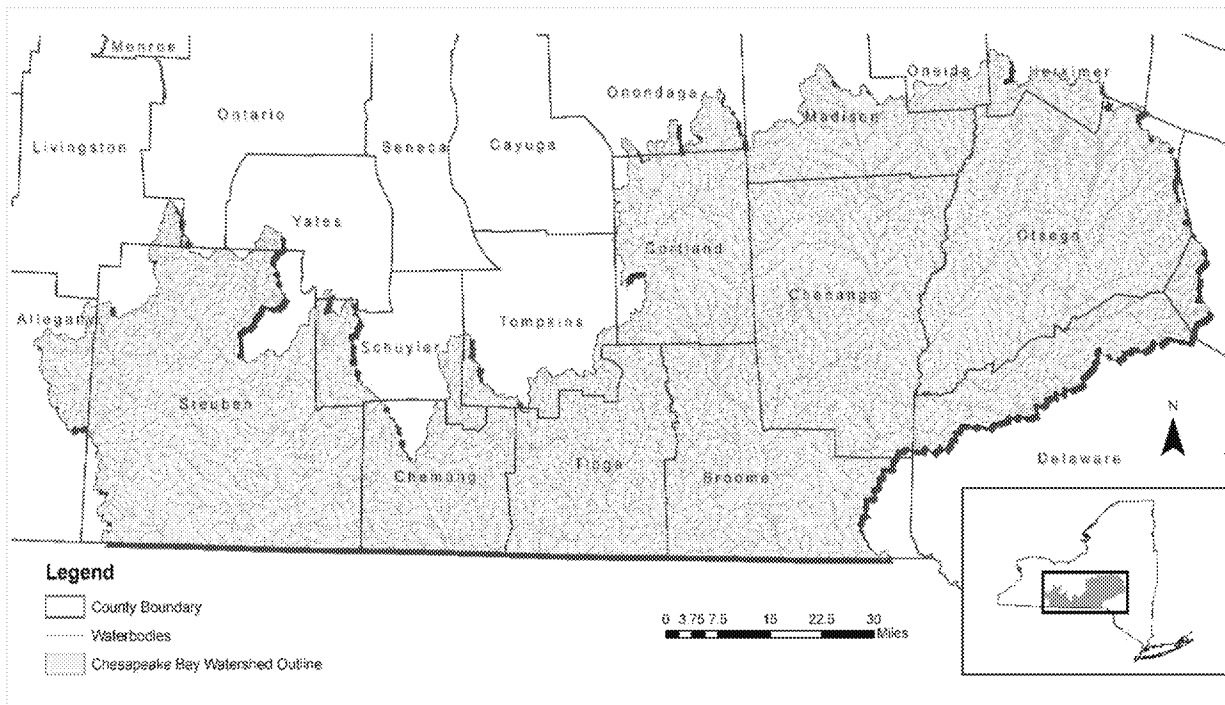 Monroe
Oneida
Herkimer
Onondaga
Madison
Ontario
Livingston
Seneca
Cayuga
Yates
Cortland
Otsego
Chenango
Allegany
Tompkins
Schuyler
Steuben
N
Delaware
Chemung
Tioga
Broome
Legend
County Boundary
Waterbodies
Chesapeake Bay Watershed Outline
0 3.75 7.5 15 22.5 30
Miles